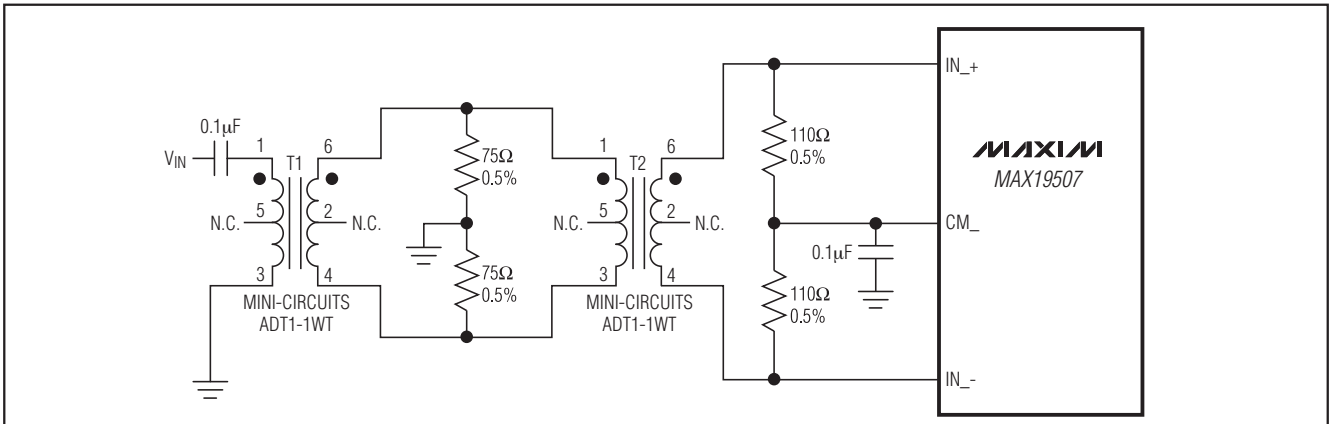 0.1µF
V_IN
1
T1
6
5
2
N.C.
N.C.
3
4
MINI-CIRCUITS
ADT1-1WT
75Ω
0.5%
75Ω
0.5%
1
T2
6
5
2
N.C.
N.C.
3
4
MINI-CIRCUITS
ADT1-1WT
110Ω
0.5%
0.1µF
110Ω
0.5%
IN_+
MAXIM
MAX19507
CM_
IN_-